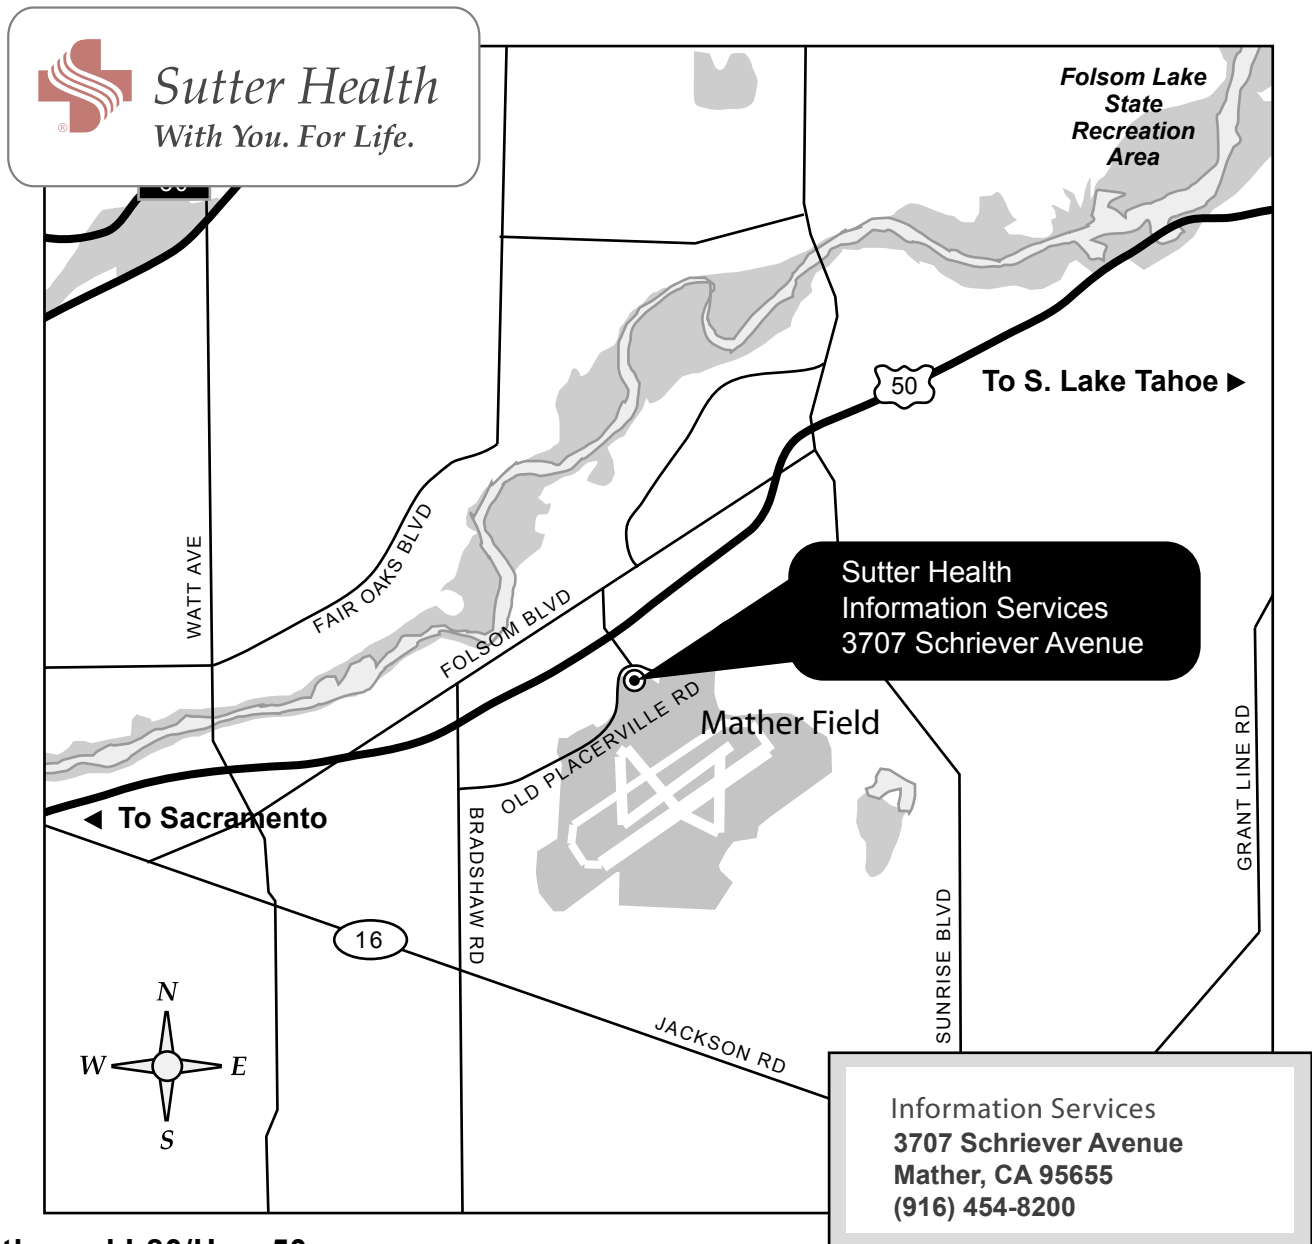 Sutter Health
With You. For Life.
®
Folsom Lake
State
Recreation
Area
50
To S. Lake Tahoe
WATT AVE
FAIR OAKS BLVD
FOLSOM BLVD
Sutter Health
Information Services
3707 Schriever Avenue
OLD PLACERVILLE RD
Mather Field
GRANT LINE RD
To Sacramento
BRADSHAW RD
SUNRISE BLVD
16
JACKSON RD
N
W E
S
Information Services
3707 Schriever Avenue
Mather, CA 95655
(916) 454-8200